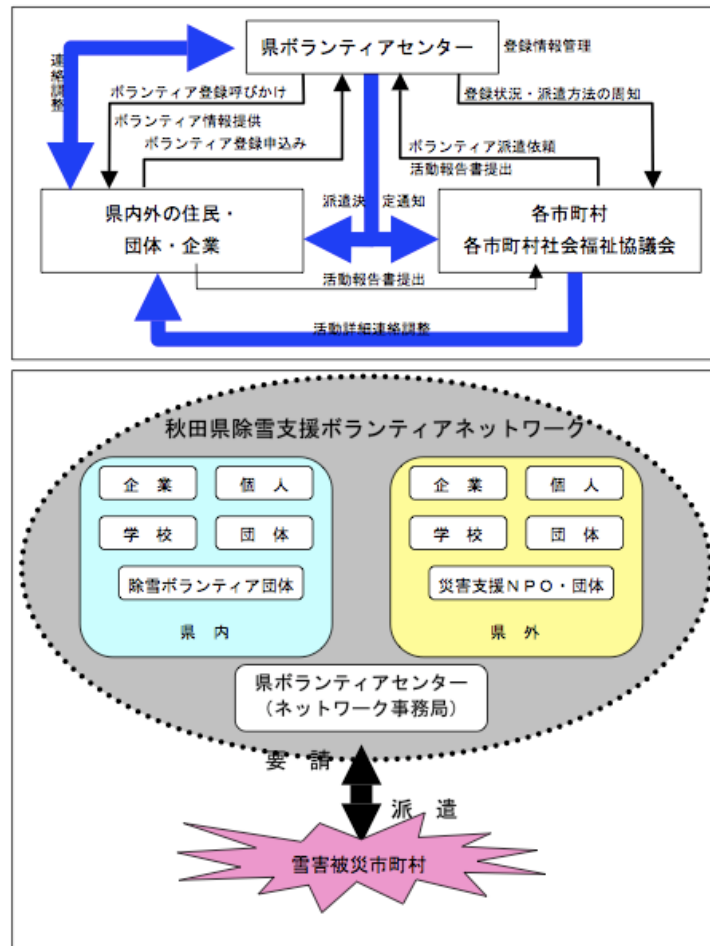 県ボランティアセンター
登録情報管理
連絡調整
ボランティア登録呼びかけ
登録状況・派遣方法の周知
ボランティア情報提供
ボランティア登録申込み
ボランティア派遣依頼
活動報告書提出
県内外の住民・
団体・企業
派遣決 定通知
各市町村
各市町村社会福祉協議会
活動報告書提出
活動詳細連絡調整
秋田県除雪支援ボランティアネットワーク
企 業
個 人
学 校
団 体
除雪ボランティア団体
県 内
企 業
個 人
学 校
団 体
災害支援ＮＰＯ・団体
県 外
県ボランティアセンター
（ネットワーク事務局）
要 請
派 遣
雪害被災市町村